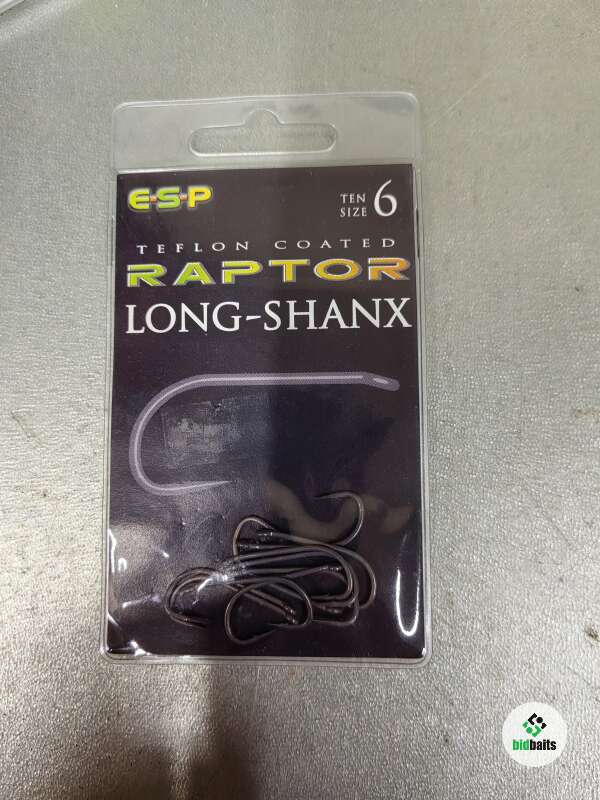 E·S·P
TEN
SIZE 6
TEFLON COATED
RAPTOR
LONG-SHANX
bidbaits